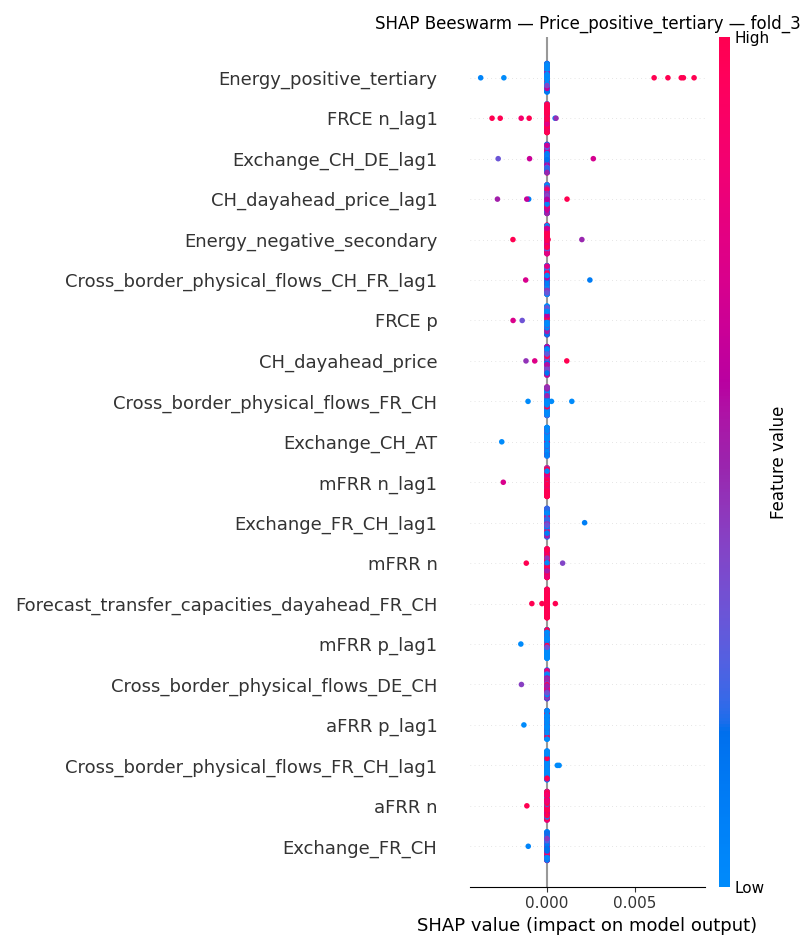 SHAP Beeswarm — Price_positive_tertiary — fold_3
High
Energy_positive_tertiary
FRCE n_lag1
Exchange_CH_DE_lag1
CH_dayahead_price_lag1
Energy_negative_secondary
Cross_border_physical_flows_CH_FR_lag1
FRCE p
CH_dayahead_price
Cross_border_physical_flows_FR_CH
Exchange_CH_AT
mFRR n_lag1
Exchange_FR_CH_lag1
mFRR n
Forecast_transfer_capacities_dayahead_FR_CH
mFRR p_lag1
Cross_border_physical_flows_DE_CH
aFRR p_lag1
Cross_border_physical_flows_FR_CH_lag1
aFRR n
Exchange_FR_CH
Feature value
Low
0.000 0.005
SHAP value (impact on model output)